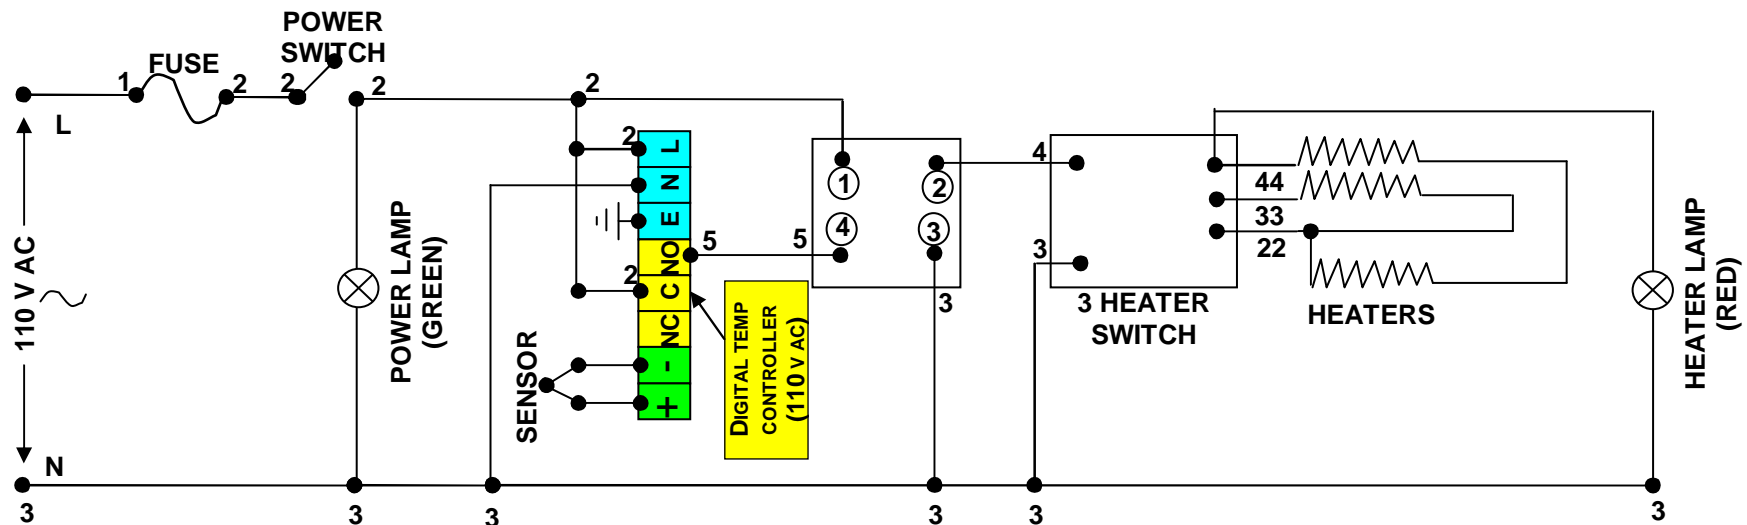 POWER
SWITCH
FUSE
1
2
2
2
2
L
110 V AC
N
3
POWER LAMP
(GREEN)
3
2
L
N
E
NO
5
2
C
NC
-
+
SENSOR
3
DIGITAL TEMP
CONTROLLER
(110 V AC)
5
1
2
4
3
3
3
4
3
3
3 HEATER
SWITCH
44
33
22
HEATERS
HEATER LAMP
(RED)
3